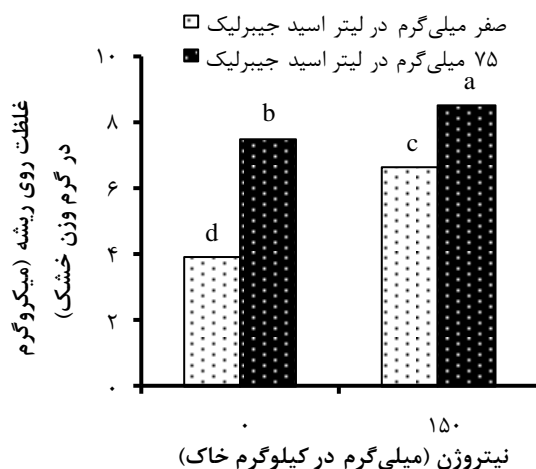 صفر میلی‌گرم در لیتر اسید جیبرلیک
۷۵ میلی‌گرم در لیتر اسید جیبرلیک
غلظت روی ریشه (میکروگرم
در گرم وزن خشک)
۱۰
۸
۶
۴
۲
۰
d
b
c
a
۰
۱۵۰
نیتروژن (میلی‌گرم در کیلوگرم خاک)